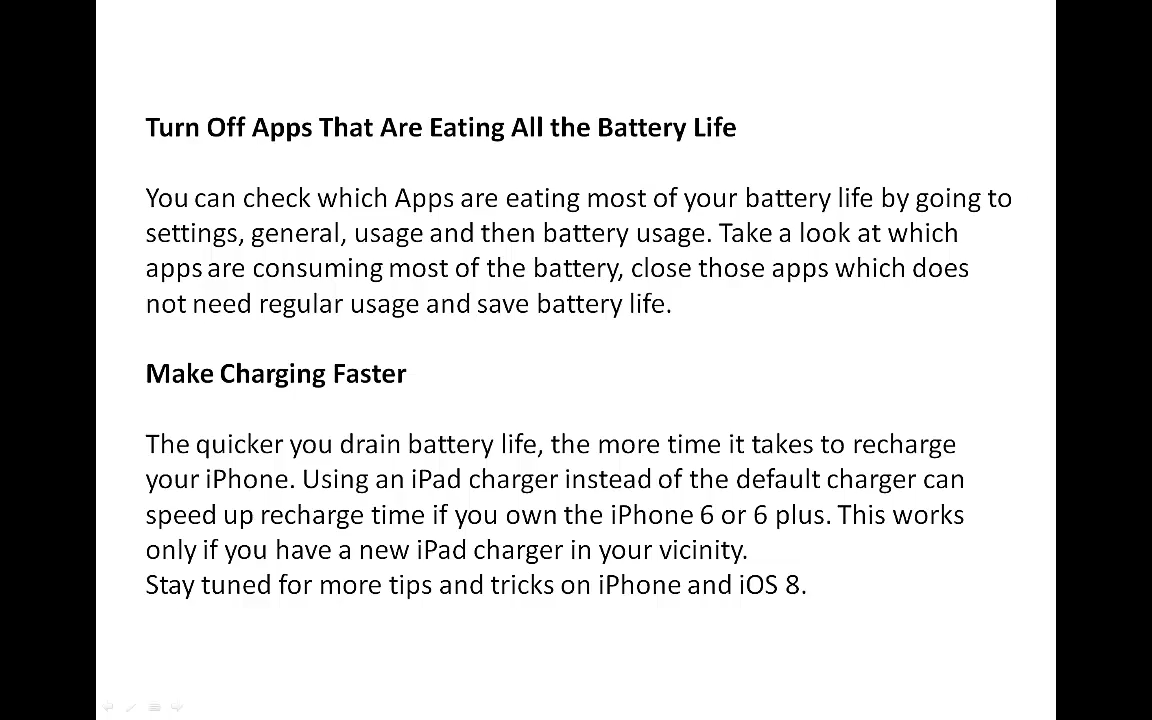 Turn Off Apps That Are Eating All the Battery Life
You can check which Apps are eating most of your battery life by going to
settings, general, usage and then battery usage. Take a look at which
apps are consuming most of the battery, close those apps which does
not need regular usage and save battery life.
Make Charging Faster
The quicker you drain battery life, the more time it takes to recharge
your iPhone. Using an iPad charger instead of the default charger can
speed up recharge time if you own the iPhone 6 or 6 plus. This works
only if you have a new iPad charger in your vicinity.
Stay tuned for more tips and tricks on iPhone and iOS 8.